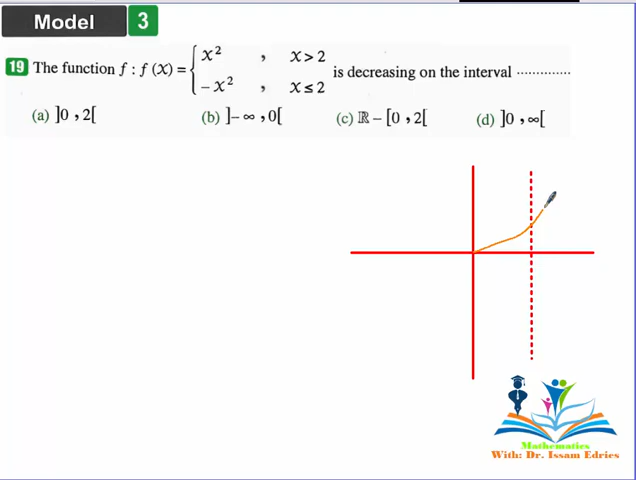 Model 3
19 The function f : f (x) = { x² , x > 2
– x² , x ≤ 2 is decreasing on the interval ..............
(a) ]0 , 2[ (b) ]– ∞ , 0[ (c) ℝ – [0 , 2[ (d) ]0 , ∞[
Mathematics
With: Dr. Issam Edries